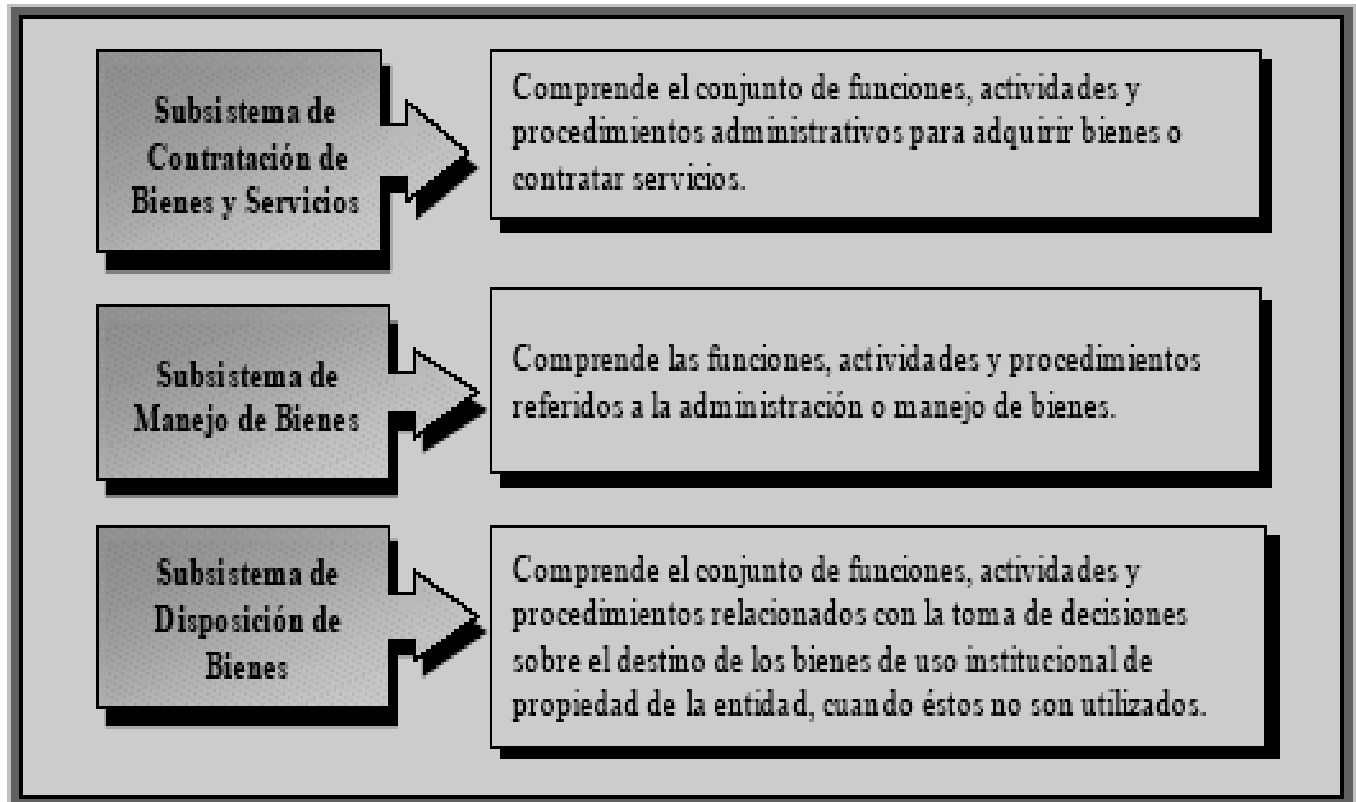 Subsistema de
Contratación de
Bienes y Servicios
Comprende el conjunto de funciones, actividades y
procedimientos administrativos para adquirir bienes o
contratar servicios.
Subsistema de
Manejo de Bienes
Comprende las funciones, actividades y procedimientos
referidos a la administración o manejo de bienes.
Subsistema de
Disposición de
Bienes
Comprende el conjunto de funciones, actividades y
procedimientos relacionados con la toma de decisiones
sobre el destino de los bienes de uso institucional de
propiedad de la entidad, cuando éstos no son utilizados.